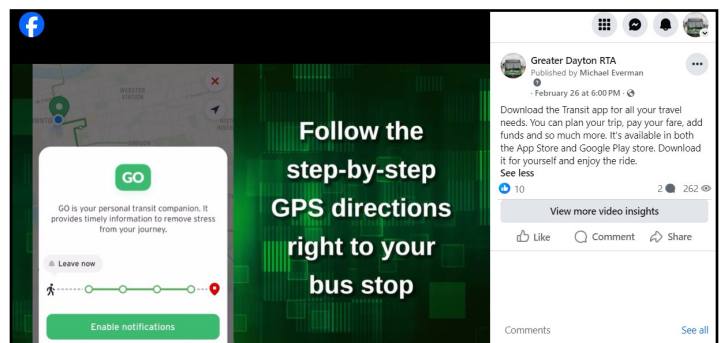 WEBSTER
STATION
OREGON
GO
GO is your personal transit companion. It
provides timely information to remove stress
from your journey.
Leave now
Enable notifications
Follow the
step-by-step
GPS directions
right to your
bus stop
Greater Dayton RTA
Published by Michael Everman
· February 26 at 6:00 PM ·
Download the Transit app for all your travel
needs. You can plan your trip, pay your fare, add
funds and so much more. It's available in both
the App Store and Google Play store. Download
it for yourself and enjoy the ride.
See less
10
2
262
View more video insights
Like
Comment
Share
Comments
See all